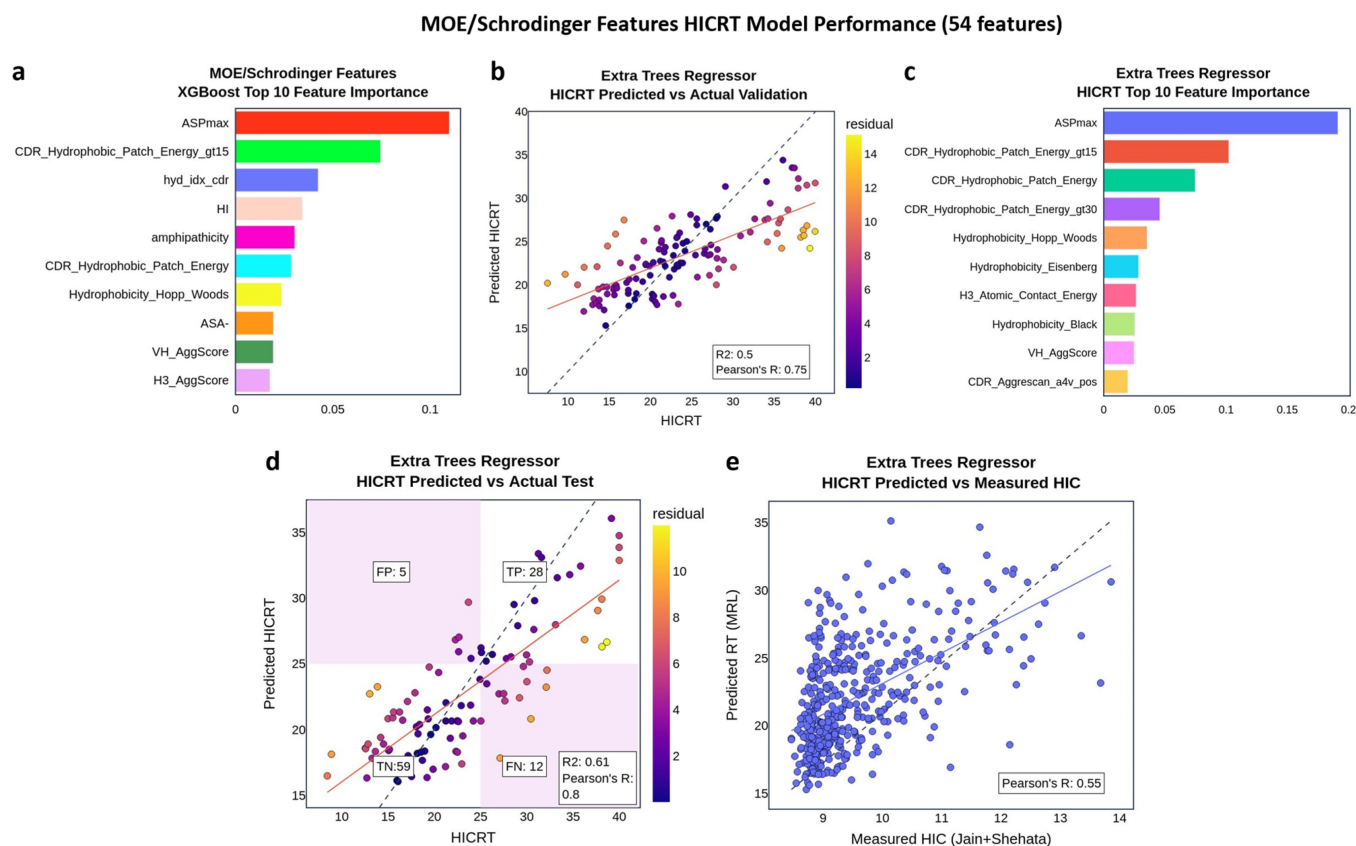 MOE/Schrodinger Features HICRT Model Performance (54 features)
a
MOE/Schrodinger Features
XGBoost Top 10 Feature Importance
ASPmax
CDR_Hydrophobic_Patch_Energy_gt15
hyd_idx_cdr
HI
amphipathicity
CDR_Hydrophobic_Patch_Energy
Hydrophobicity_Hopp_Woods
ASA-
VH_AggScore
H3_AggScore
0 0.05 0.1
b
Extra Trees Regressor
HICRT Predicted vs Actual Validation
Predicted HICRT
40
35
30
25
20
15
10
R2: 0.5
Pearson's R: 0.75
10 15 20 25 30 35 40
HICRT
residual
14
12
10
8
6
4
2
c
Extra Trees Regressor
HICRT Top 10 Feature Importance
ASPmax
CDR_Hydrophobic_Patch_Energy_gt15
CDR_Hydrophobic_Patch_Energy
CDR_Hydrophobic_Patch_Energy_gt30
Hydrophobicity_Hopp_Woods
Hydrophobicity_Eisenberg
H3_Atomic_Contact_Energy
Hydrophobicity_Black
VH_AggScore
CDR_Aggrescan_a4v_pos
0 0.05 0.1 0.15 0.2
d
Extra Trees Regressor
HICRT Predicted vs Actual Test
Predicted HICRT
35
30
25
20
15
FP: 5
TP: 28
TN:59
FN: 12
R2: 0.61
Pearson's R:
0.8
10 15 20 25 30 35 40
HICRT
residual
10
8
6
4
2
e
Extra Trees Regressor
HICRT Predicted vs Measured HIC
Predicted RT (MRL)
35
30
25
20
15
Pearson's R: 0.55
9 10 11 12 13 14
Measured HIC (Jain+Shehata)